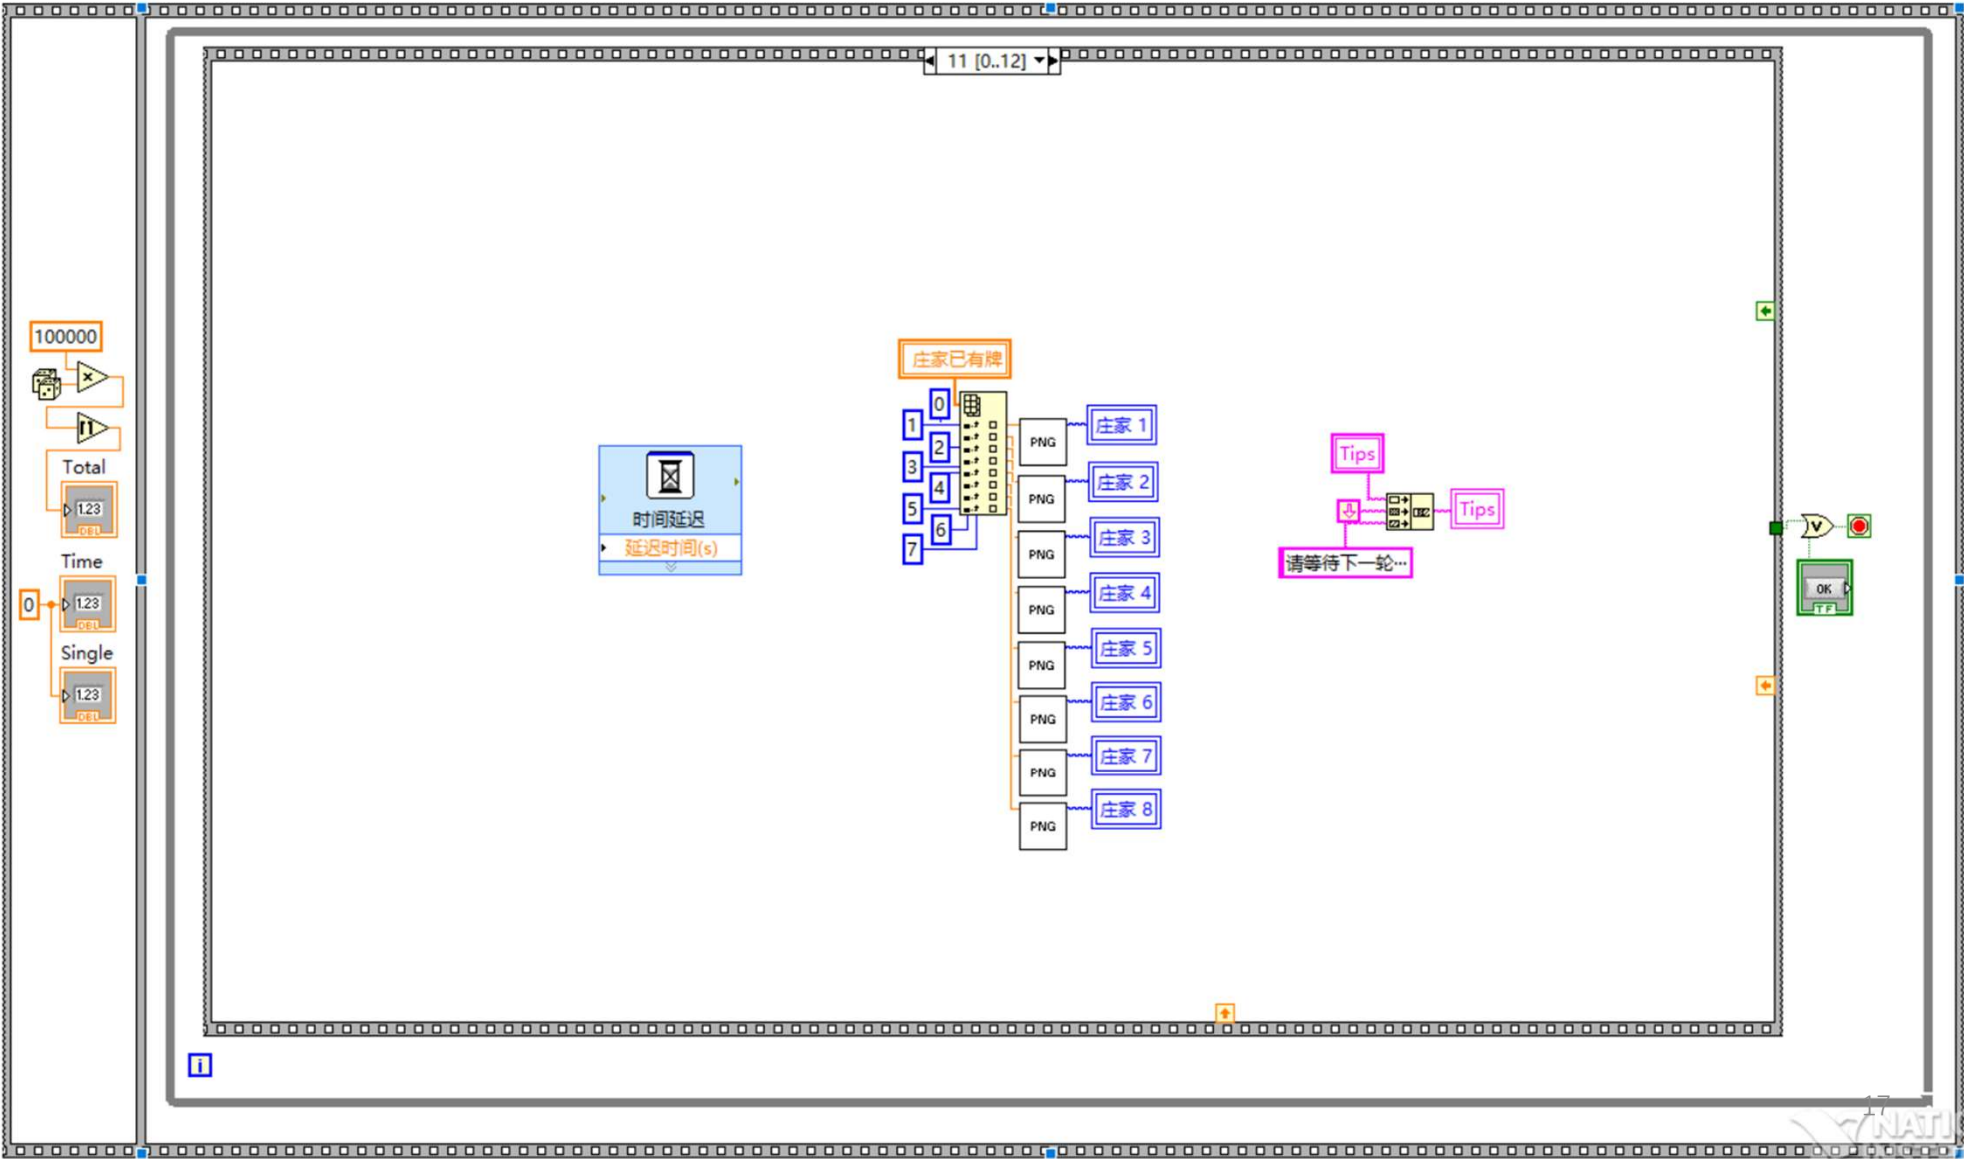 11 [0..12]
100000
Total
1.23
DBL
Time
0
1.23
DBL
Single
1.23
DBL
时间延迟
延迟时间(s)
庄家已有牌
0
1
2
3
4
5
6
7
PNG
庄家 1
PNG
庄家 2
PNG
庄家 3
PNG
庄家 4
PNG
庄家 5
PNG
庄家 6
PNG
庄家 7
PNG
庄家 8
Tips
Tips
请等待下一轮…
V
OK
TF
i
17
NATI